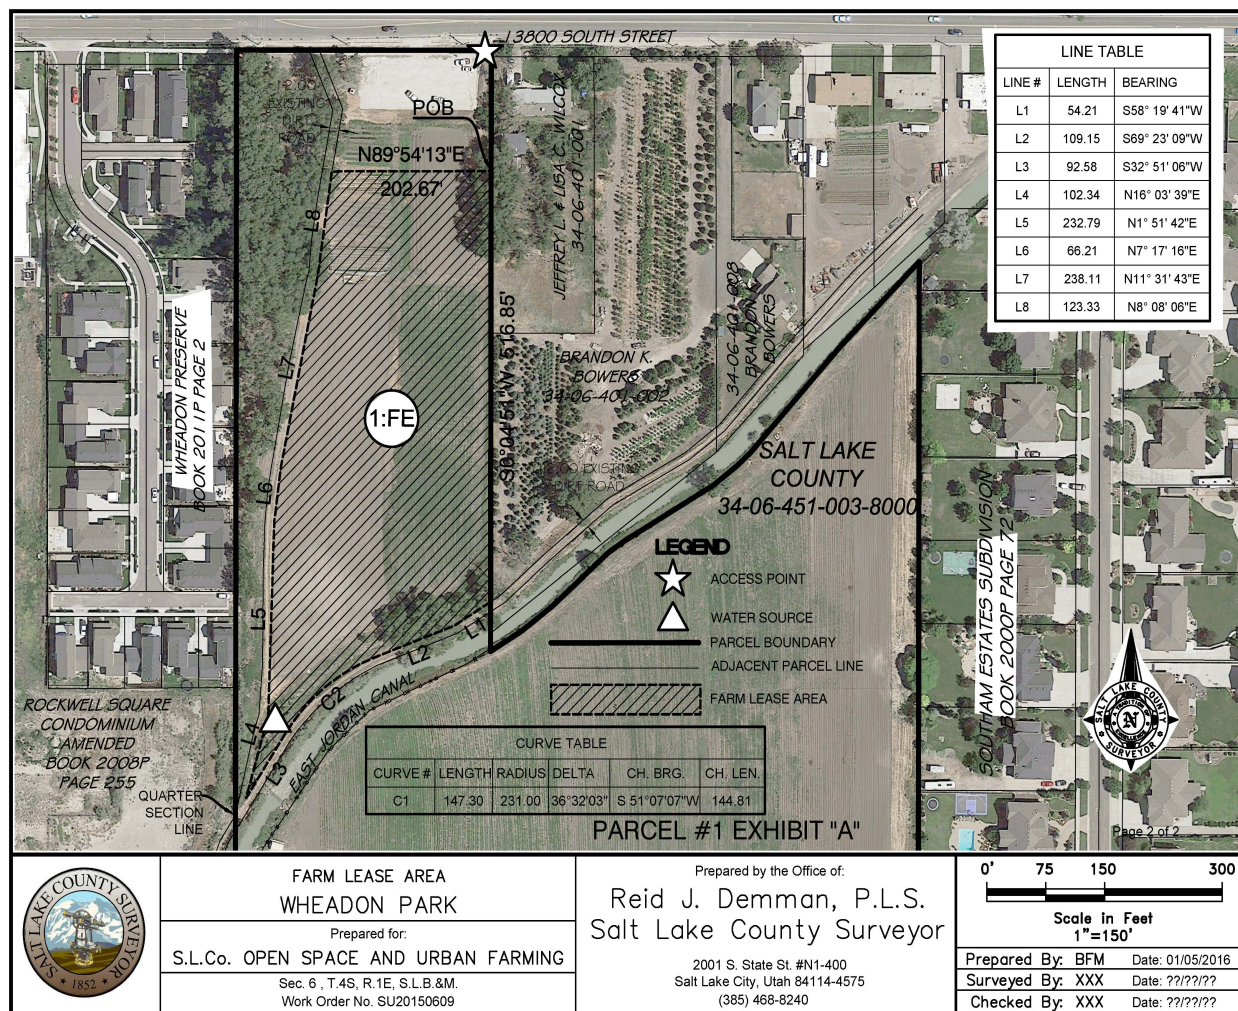 13800 SOUTH STREET
2.00
EXISTING
ROAD
POB
N89°54'13"E
202.67'
L8
JEFFREY L. & LISA C. WILCOX
34-06-401-001
L7
1:FE
S0°04'51"W 516.85'
BRANDON K.
BOWERS
34-06-401-002
34-06-401-008
BRANDON
BOWERS
WHEADON PRESERVE
BOOK 2011P PAGE 2
L6
12.00 EXISTING
DIRT ROAD
SALT LAKE
COUNTY
34-06-451-003-8000
L5
L1
L2
C2
L4
L3
EAST JORDAN CANAL
ROCKWELL SQUARE
CONDOMINIUM
AMENDED
BOOK 2008P
PAGE 255
QUARTER
SECTION
LINE
SOUTHAM ESTATES SUBDIVISION
BOOK 2000P PAGE 72
LINE TABLE
LINE # LENGTH BEARING
L1 54.21 S58° 19' 41"W
L2 109.15 S69° 23' 09"W
L3 92.58 S32° 51' 06"W
L4 102.34 N16° 03' 39"E
L5 232.79 N1° 51' 42"E
L6 66.21 N7° 17' 16"E
L7 238.11 N11° 31' 43"E
L8 123.33 N8° 08' 06"E
LEGEND
ACCESS POINT
WATER SOURCE
PARCEL BOUNDARY
ADJACENT PARCEL LINE
FARM LEASE AREA
CURVE TABLE
CURVE # LENGTH RADIUS DELTA CH. BRG. CH. LEN.
C1 147.30 231.00 36°32'03" S 51°07'07"W 144.81
PARCEL #1 EXHIBIT "A"
SALT LAKE COUNTY
N
SURVEYOR
Page 2 of 2
SALT LAKE COUNTY SURVEYOR
★ 1852 ★
FARM LEASE AREA
WHEADON PARK
Prepared for:
S.L.Co. OPEN SPACE AND URBAN FARMING
Sec. 6 , T.4S, R.1E, S.L.B.&M.
Work Order No. SU20150609
Prepared by the Office of:
Reid J. Demman, P.L.S.
Salt Lake County Surveyor
2001 S. State St. #N1-400
Salt Lake City, Utah 84114-4575
(385) 468-8240
0' 75 150 300
Scale in Feet
1"=150'
Prepared By: BFM Date: 01/05/2016
Surveyed By: XXX Date: ??/??/??
Checked By: XXX Date: ??/??/??